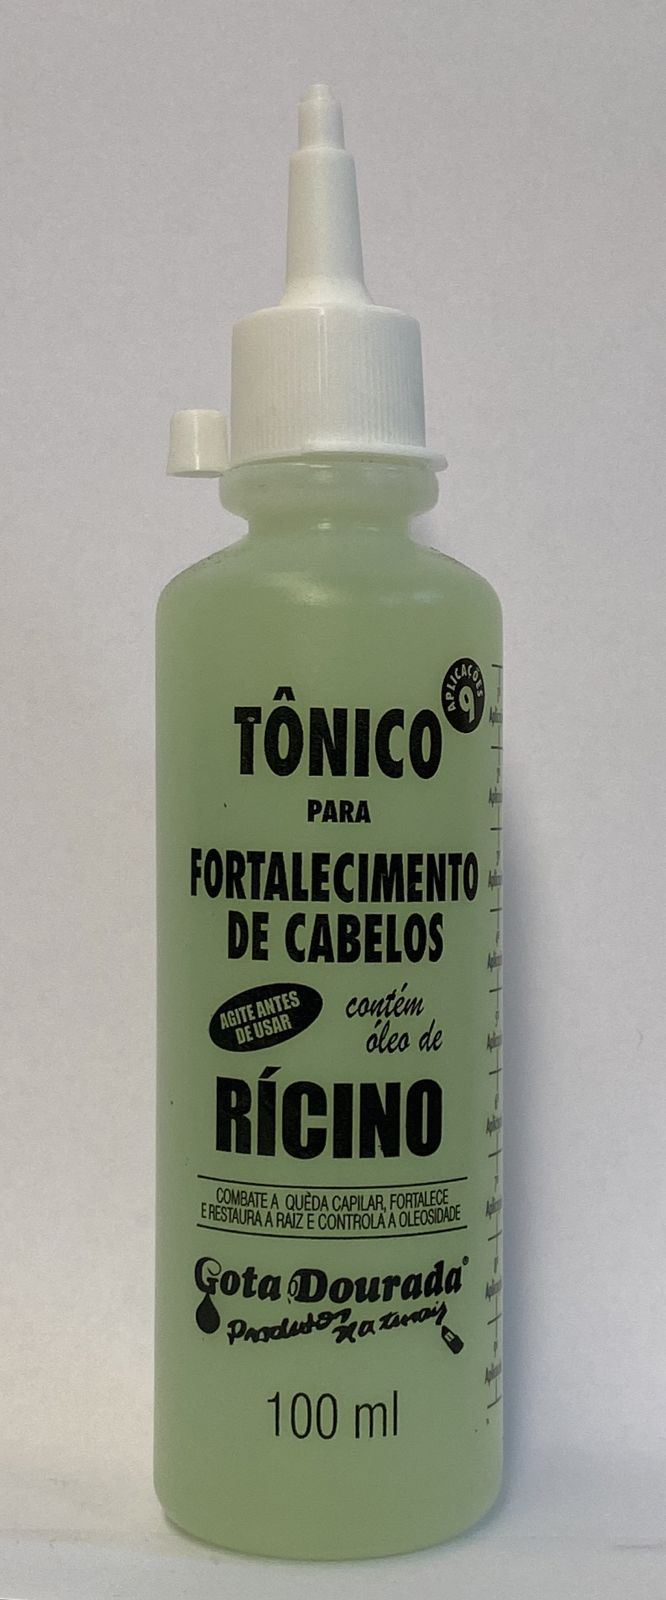 APLICAÇÕES
9
TÔNICO
PARA
FORTALECIMENTO
DE CABELOS
AGITE ANTES
DE USAR
contém
óleo de
RÍCINO
COMBATE A QUÈDA CAPILAR, FORTALECE
E RESTAURA A RAIZ E CONTROLA A OLEOSIDADE
Gota Dourada®
Produtos Naturais
100 ml